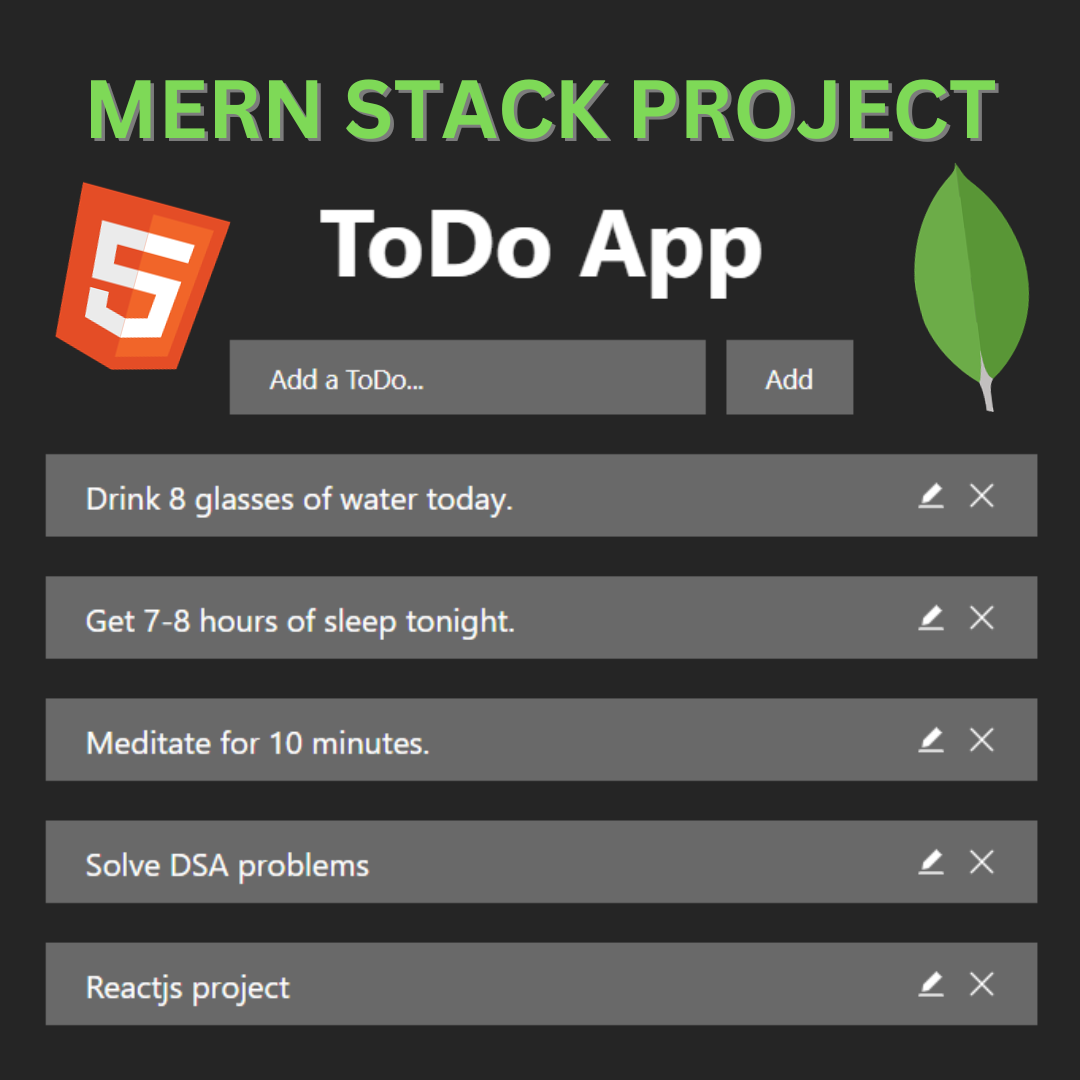 MERN STACK PROJECT
ToDo App
Add a ToDo...
Add
Drink 8 glasses of water today.
Get 7-8 hours of sleep tonight.
Meditate for 10 minutes.
Solve DSA problems
Reactjs project